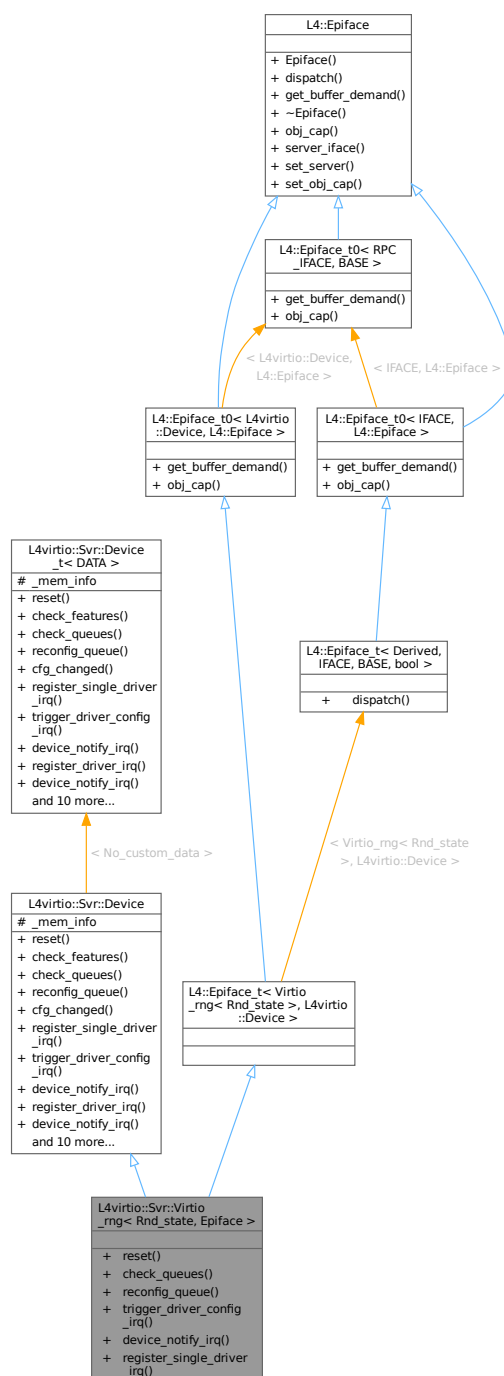 L4::Epiface
+ Epiface()
+ dispatch()
+ get_buffer_demand()
+ ~Epiface()
+ obj_cap()
+ server_iface()
+ set_server()
+ set_obj_cap()
L4::Epiface_t0< RPC
_IFACE, BASE >
+ get_buffer_demand()
+ obj_cap()
< L4virtio::Device,
L4::Epiface >
< IFACE, L4::Epiface >
L4::Epiface_t0< L4virtio
::Device, L4::Epiface >
+ get_buffer_demand()
+ obj_cap()
L4::Epiface_t0< IFACE,
L4::Epiface >
+ get_buffer_demand()
+ obj_cap()
L4virtio::Svr::Device
_t< DATA >
# _mem_info
+ reset()
+ check_features()
+ check_queues()
+ reconfig_queue()
+ cfg_changed()
+ register_single_driver
_irq()
+ trigger_driver_config
_irq()
+ device_notify_irq()
+ register_driver_irq()
+ device_notify_irq()
and 10 more...
L4::Epiface_t< Derived,
IFACE, BASE, bool >
+ dispatch()
< No_custom_data >
< Virtio_rng< Rnd_state
>, L4virtio::Device >
L4virtio::Svr::Device
# _mem_info
+ reset()
+ check_features()
+ check_queues()
+ reconfig_queue()
+ cfg_changed()
+ register_single_driver
_irq()
+ trigger_driver_config
_irq()
+ device_notify_irq()
+ register_driver_irq()
+ device_notify_irq()
and 10 more...
L4::Epiface_t< Virtio
_rng< Rnd_state >, L4virtio
::Device >
L4virtio::Svr::Virtio
_rng< Rnd_state, Epiface >
+ reset()
+ check_queues()
+ reconfig_queue()
+ trigger_driver_config
_irq()
+ device_notify_irq()
+ register_single_driver
_irq()